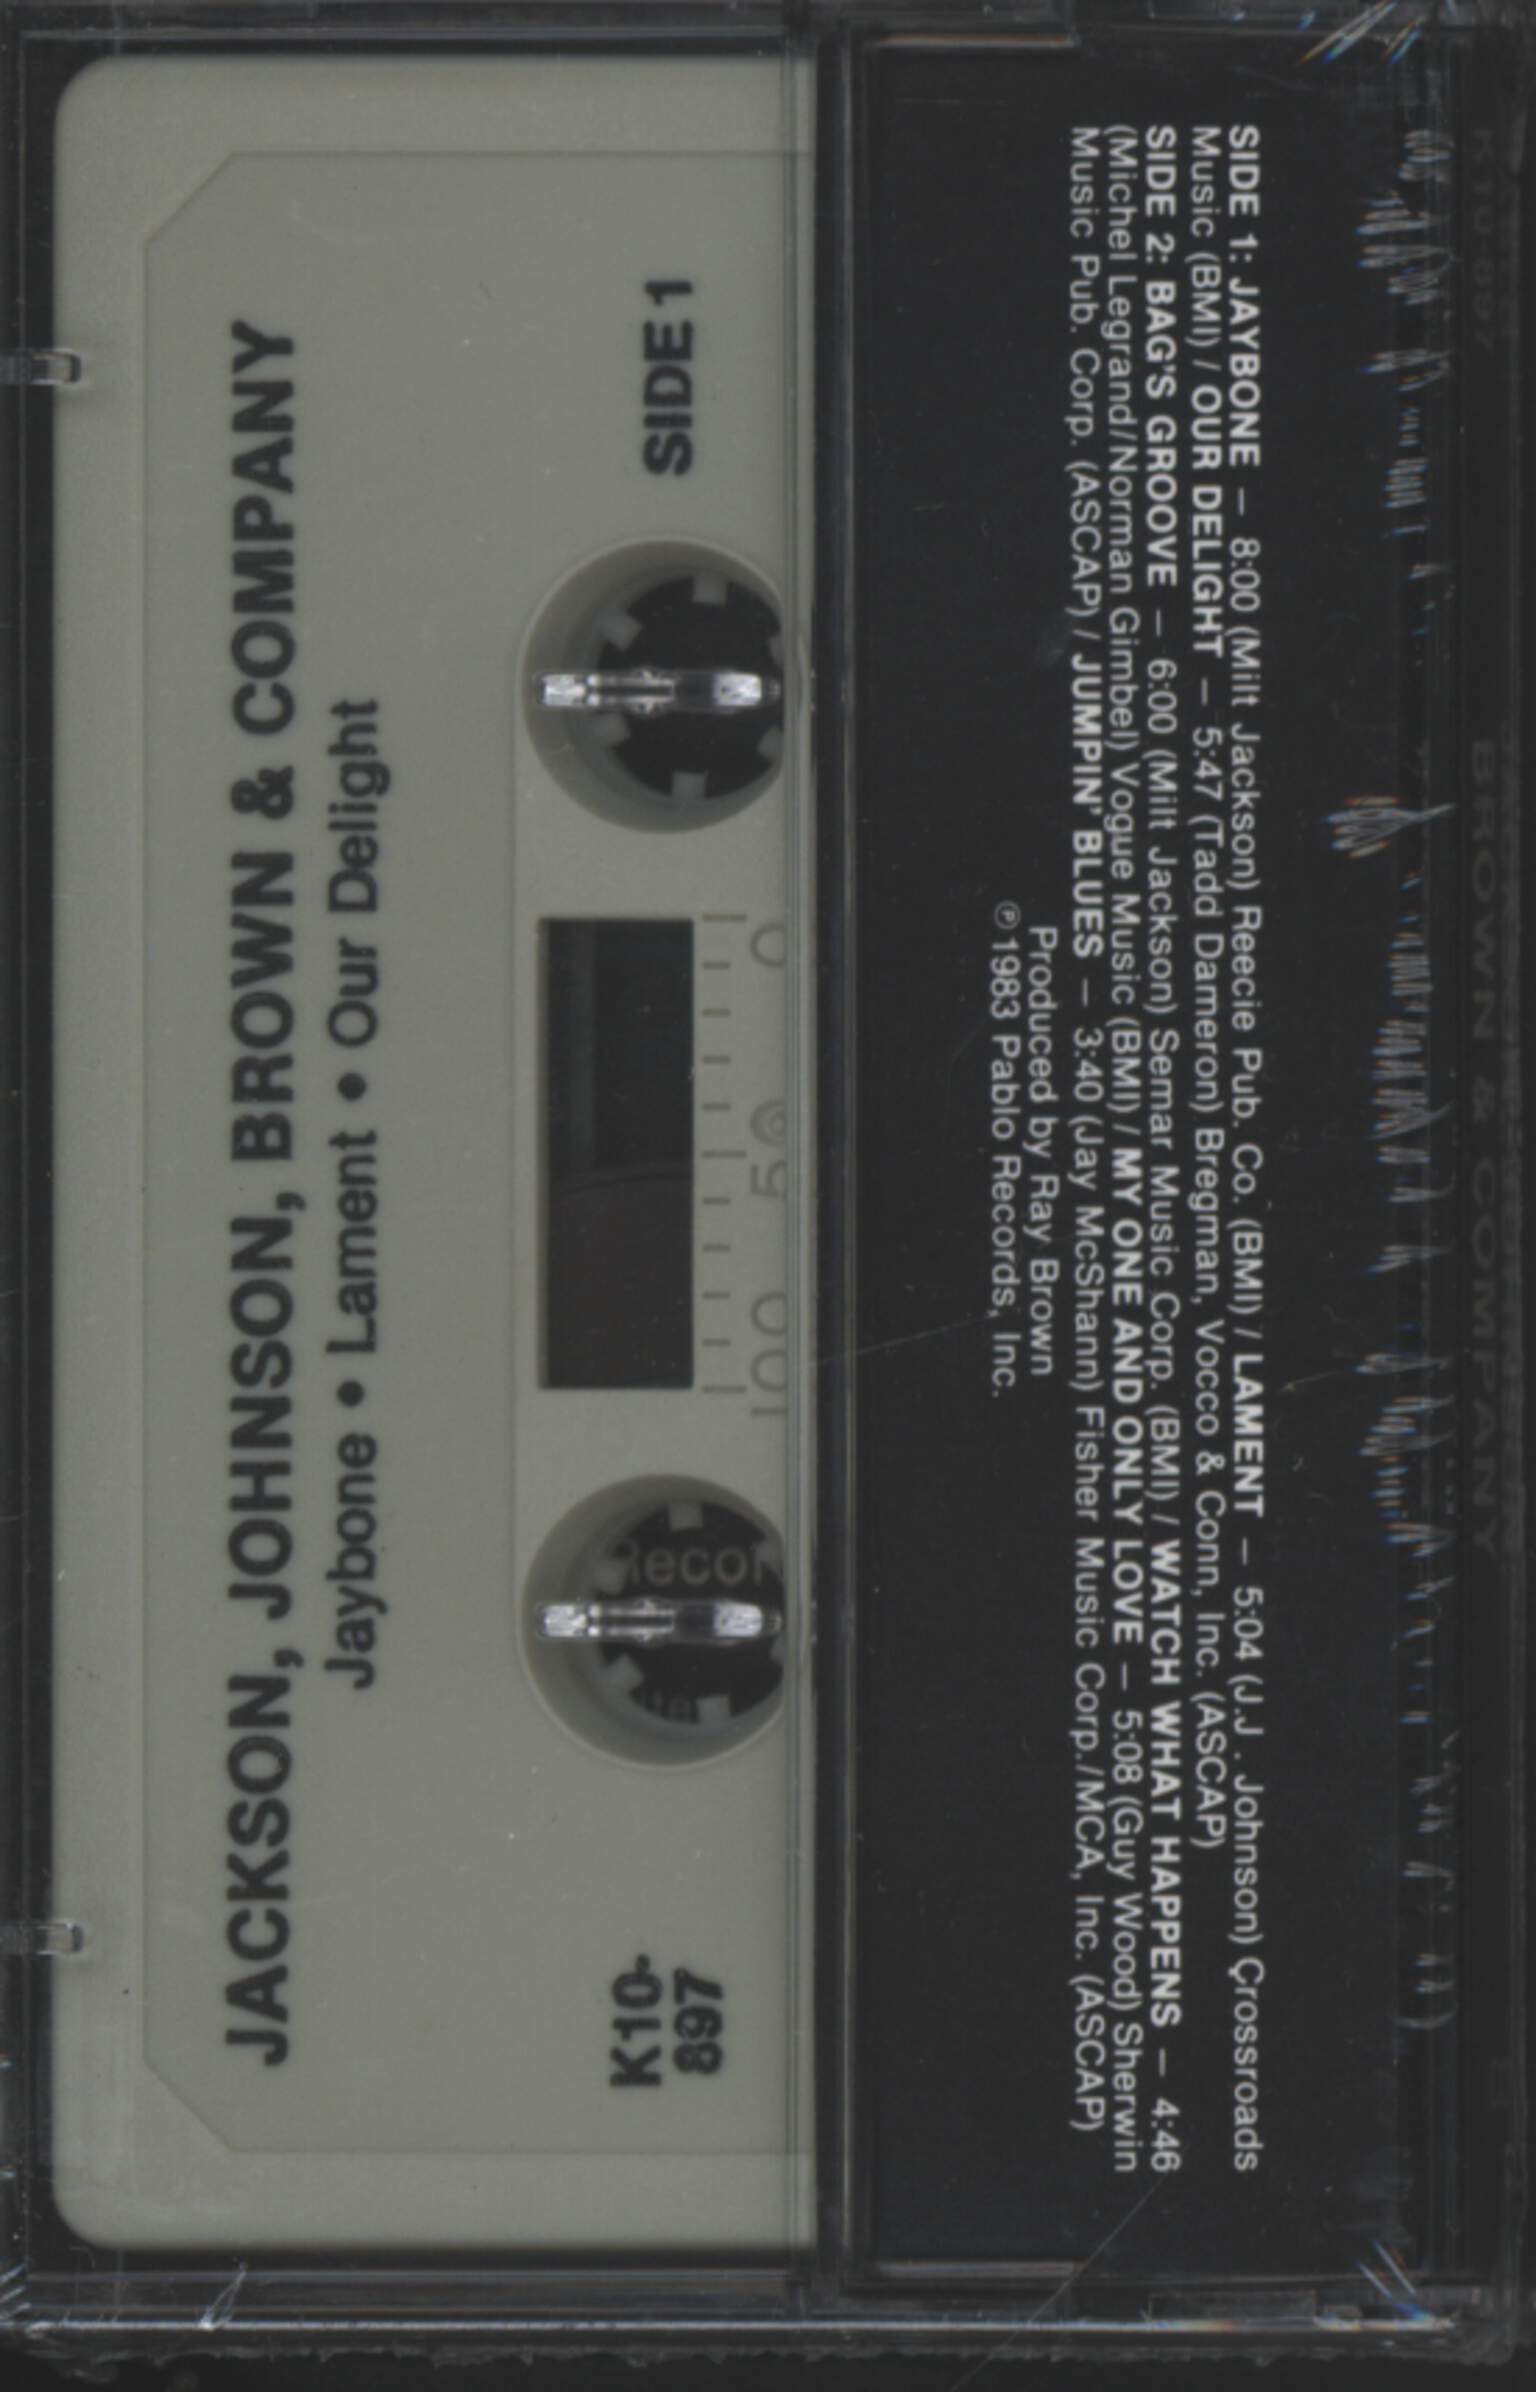 SIDE 1: JAYBONE – 8:00 (Milt Jackson) Reecie Pub. Co. (BMI) / LAMENT – 5:04 (J.J. Johnson) Crossroads
Music (BMI) / OUR DELIGHT – 5:47 (Tadd Dameron) Bregman, Vocco & Conn, Inc. (ASCAP)
SIDE 2: BAG'S GROOVE – 6:00 (Milt Jackson) Semar Music Corp. (BMI) / WATCH WHAT HAPPENS – 4:46
(Michel Legrand/Norman Gimbel) Vogue Music (BMI) / MY ONE AND ONLY LOVE – 5:08 (Guy Wood) Sherwin
Music Pub. Corp. (ASCAP) / JUMPIN' BLUES – 3:40 (Jay McShann) Fisher Music Corp./MCA, Inc. (ASCAP)
Produced by Ray Brown
℗ 1983 Pablo Records, Inc.
JACKSON, JOHNSON, BROWN & COMPANY
Jaybone • Lament • Our Delight
SIDE 1
K10-
897
100 50 0
Recor
K10-897
BROWN & COMPANY